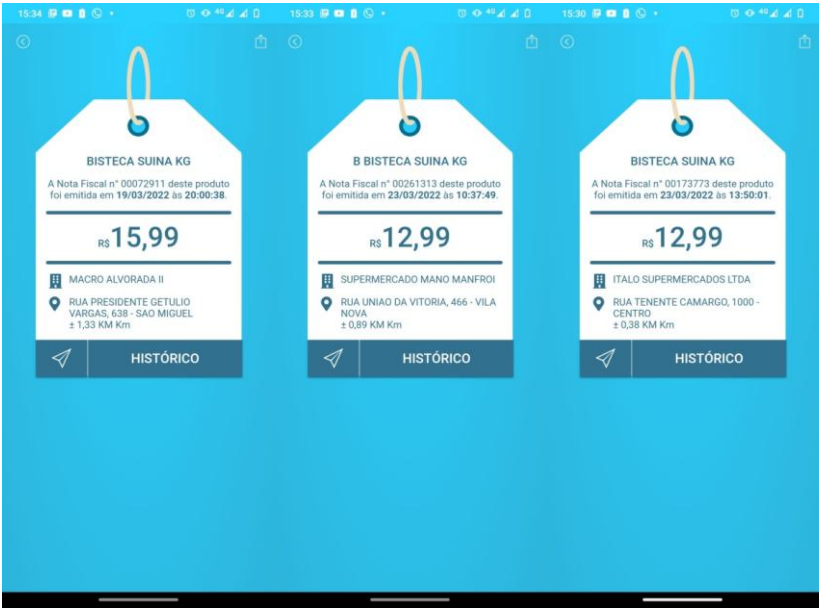 15:34
BISTECA SUINA KG
A Nota Fiscal n° 00072911 deste produto
foi emitida em 19/03/2022 às 20:00:38.
R$ 15,99
MACRO ALVORADA II
RUA PRESIDENTE GETULIO
VARGAS, 638 - SAO MIGUEL
± 1,33 KM Km
HISTÓRICO
15:33
4G
B BISTECA SUINA KG
A Nota Fiscal n° 00261313 deste produto
foi emitida em 23/03/2022 às 10:37:49.
R$ 12,99
SUPERMERCADO MANO MANFROI
RUA UNIAO DA VITORIA, 466 - VILA
NOVA
± 0,89 KM Km
HISTÓRICO
15:30
4G
BISTECA SUINA KG
A Nota Fiscal n° 00173773 deste produto
foi emitida em 23/03/2022 às 13:50:01.
R$ 12,99
ITALO SUPERMERCADOS LTDA
RUA TENENTE CAMARGO, 1000 -
CENTRO
± 0,38 KM Km
HISTÓRICO